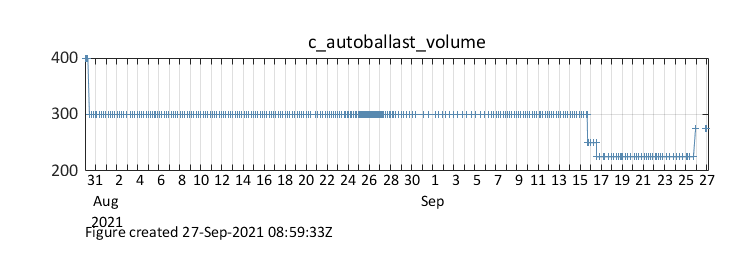 c_autoballast_volume
400
300
200
31 2 4 6 8 10 12 14 16 18 20 22 24 26 28 30 1 3 5 7 9 11 13 15 17 19 21 23 25 27
Aug Sep
2021
Figure created 27-Sep-2021 08:59:33Z